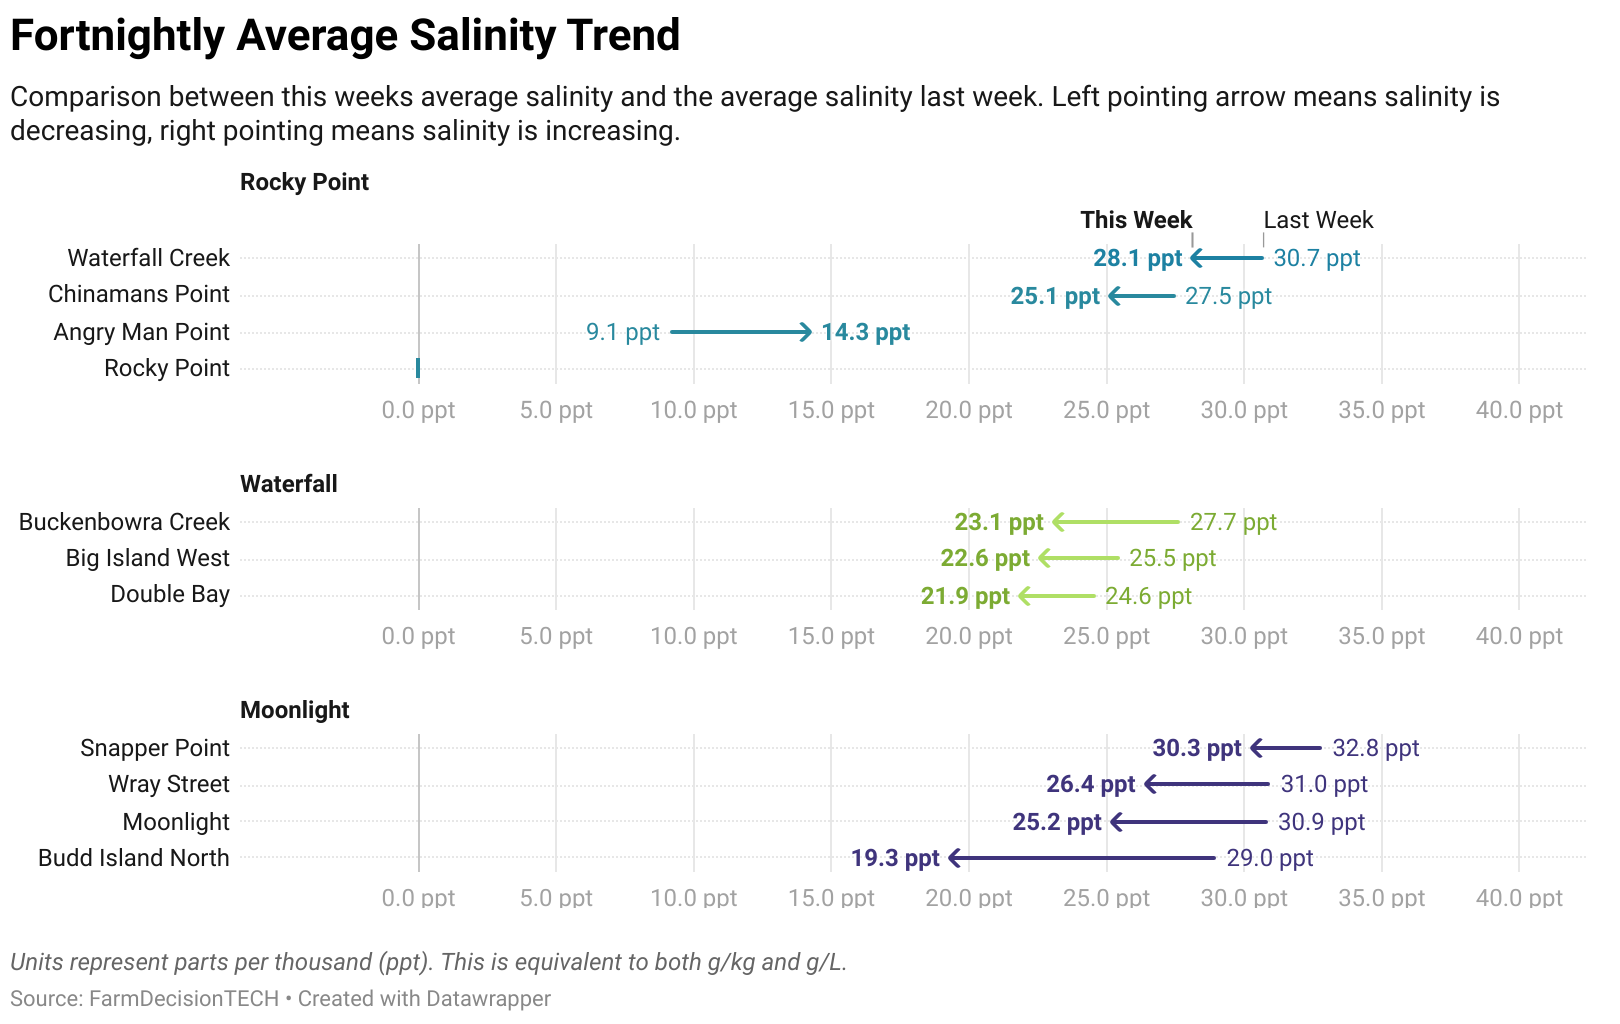 Fortnightly Average Salinity Trend
Comparison between this weeks average salinity and the average salinity last week. Left pointing arrow means salinity is
decreasing, right pointing means salinity is increasing.
Rocky Point
This Week Last Week
Waterfall Creek 28.1 ppt 30.7 ppt
Chinamans Point 25.1 ppt 27.5 ppt
Angry Man Point 9.1 ppt 14.3 ppt
Rocky Point
0.0 ppt 5.0 ppt 10.0 ppt 15.0 ppt 20.0 ppt 25.0 ppt 30.0 ppt 35.0 ppt 40.0 ppt
Waterfall
Buckenbowra Creek 23.1 ppt 27.7 ppt
Big Island West 22.6 ppt 25.5 ppt
Double Bay 21.9 ppt 24.6 ppt
0.0 ppt 5.0 ppt 10.0 ppt 15.0 ppt 20.0 ppt 25.0 ppt 30.0 ppt 35.0 ppt 40.0 ppt
Moonlight
Snapper Point 30.3 ppt 32.8 ppt
Wray Street 26.4 ppt 31.0 ppt
Moonlight 25.2 ppt 30.9 ppt
Budd Island North 19.3 ppt 29.0 ppt
0.0 ppt 5.0 ppt 10.0 ppt 15.0 ppt 20.0 ppt 25.0 ppt 30.0 ppt 35.0 ppt 40.0 ppt
Units represent parts per thousand (ppt). This is equivalent to both g/kg and g/L.
Source: FarmDecisionTECH • Created with Datawrapper